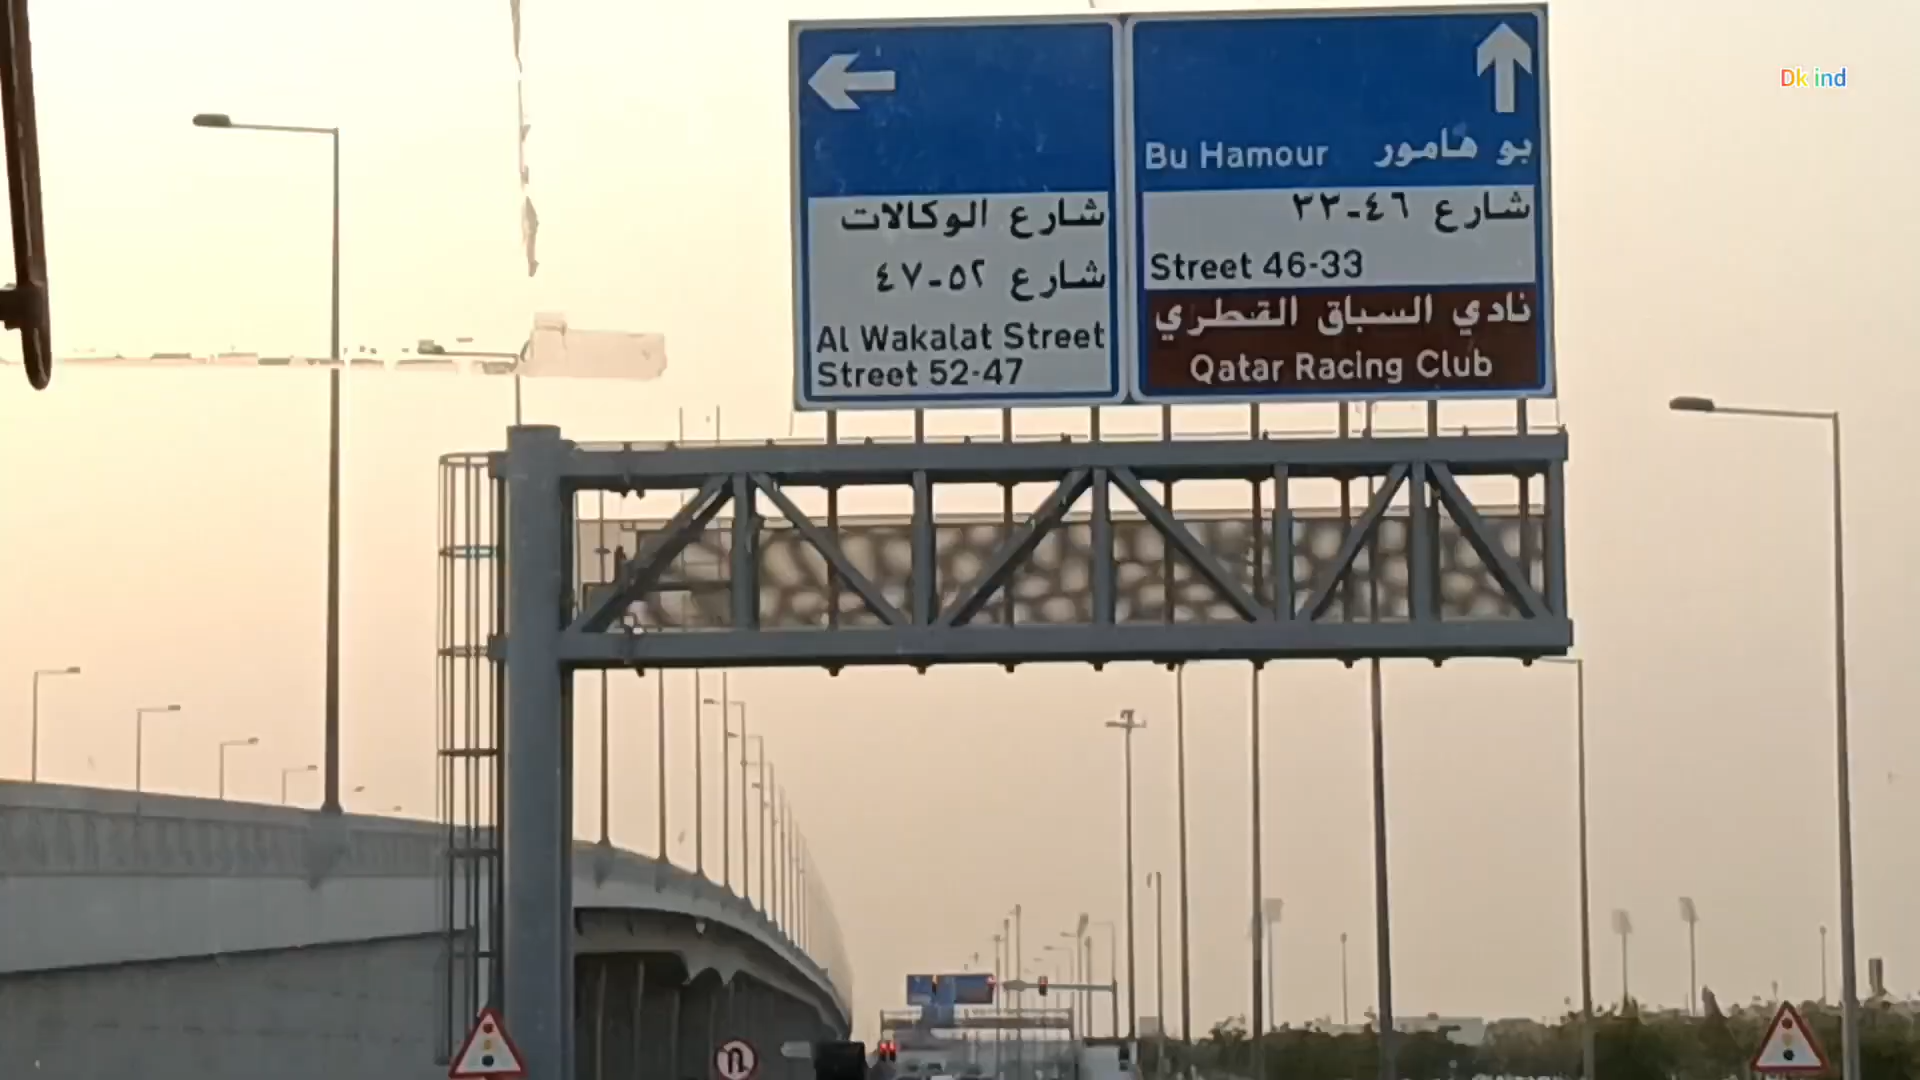 شارع الوكالات
شارع ٥٢-٤٧
Al Wakalat Street
Street 52-47
Bu Hamour بو هامور
شارع ٤٦-٣٣
Street 46-33
نادي السباق القطري
Qatar Racing Club
Dk ind